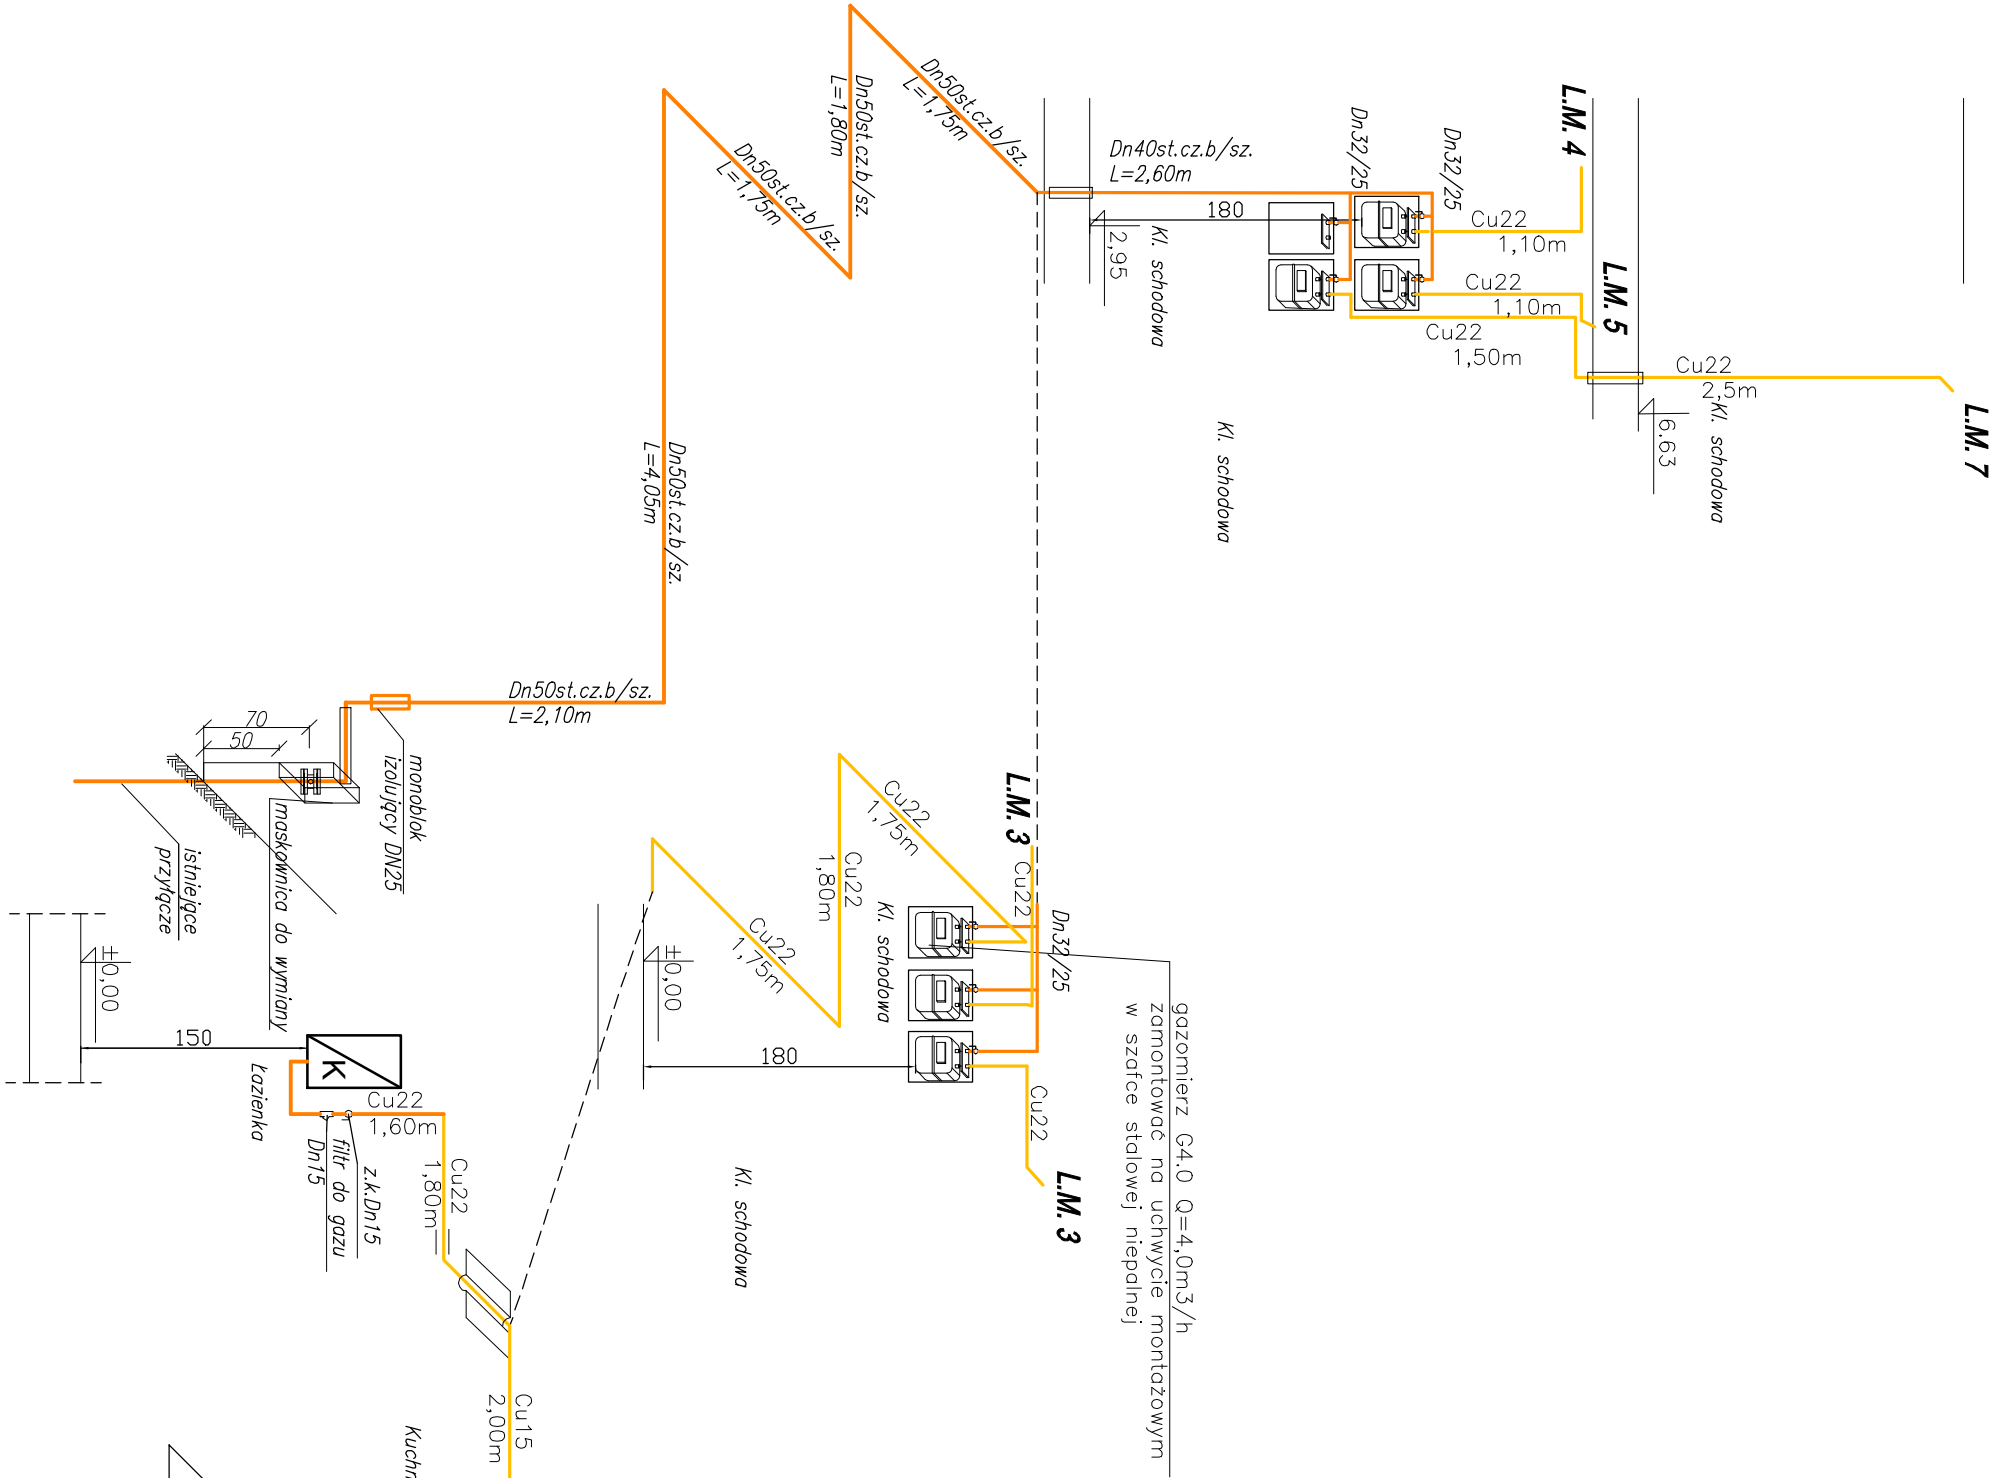 L.M. 4
L.M. 5
L.M. 7
Dn50st.cz.b/sz.
L=1,75m
Dn50st.cz.b/sz.
L=1,80m
Dn50st.cz.b/sz.
L=1,75m
Dn40st.cz.b/sz.
L=2,60m
Dn32/25
Dn32/25
180
2,95
Kl. schodowa
Kl. schodowa
Cu22
1,10m
Cu22
1,10m
Cu22
1,50m
Cu22
2,5m
6.63
Kl. schodowa
Dn50st.cz.b/sz.
L=4,05m
Dn50st.cz.b/sz.
L=2,10m
70
50
monoblok
izolujący DN25
maskownica do wymiany
istniejące
przyłącze
L.M. 3
Cu22
Dn32/25
Cu22
1,75m
Cu22
1,80m
Cu22
1,75m
Kl. schodowa
±0,00
±0,00
150
180
K
Łazienka
Cu22
1,60m
Cu22
1,80m
z.k.Dn15
filtr do gazu
Dn15
Kl. schodowa
Cu22
L.M. 3
gazomierz G4.0 Q=4,0m3/h
zamontować na uchwycie montażowym
w szafce stalowej niepalnej
Cu15
2,00m